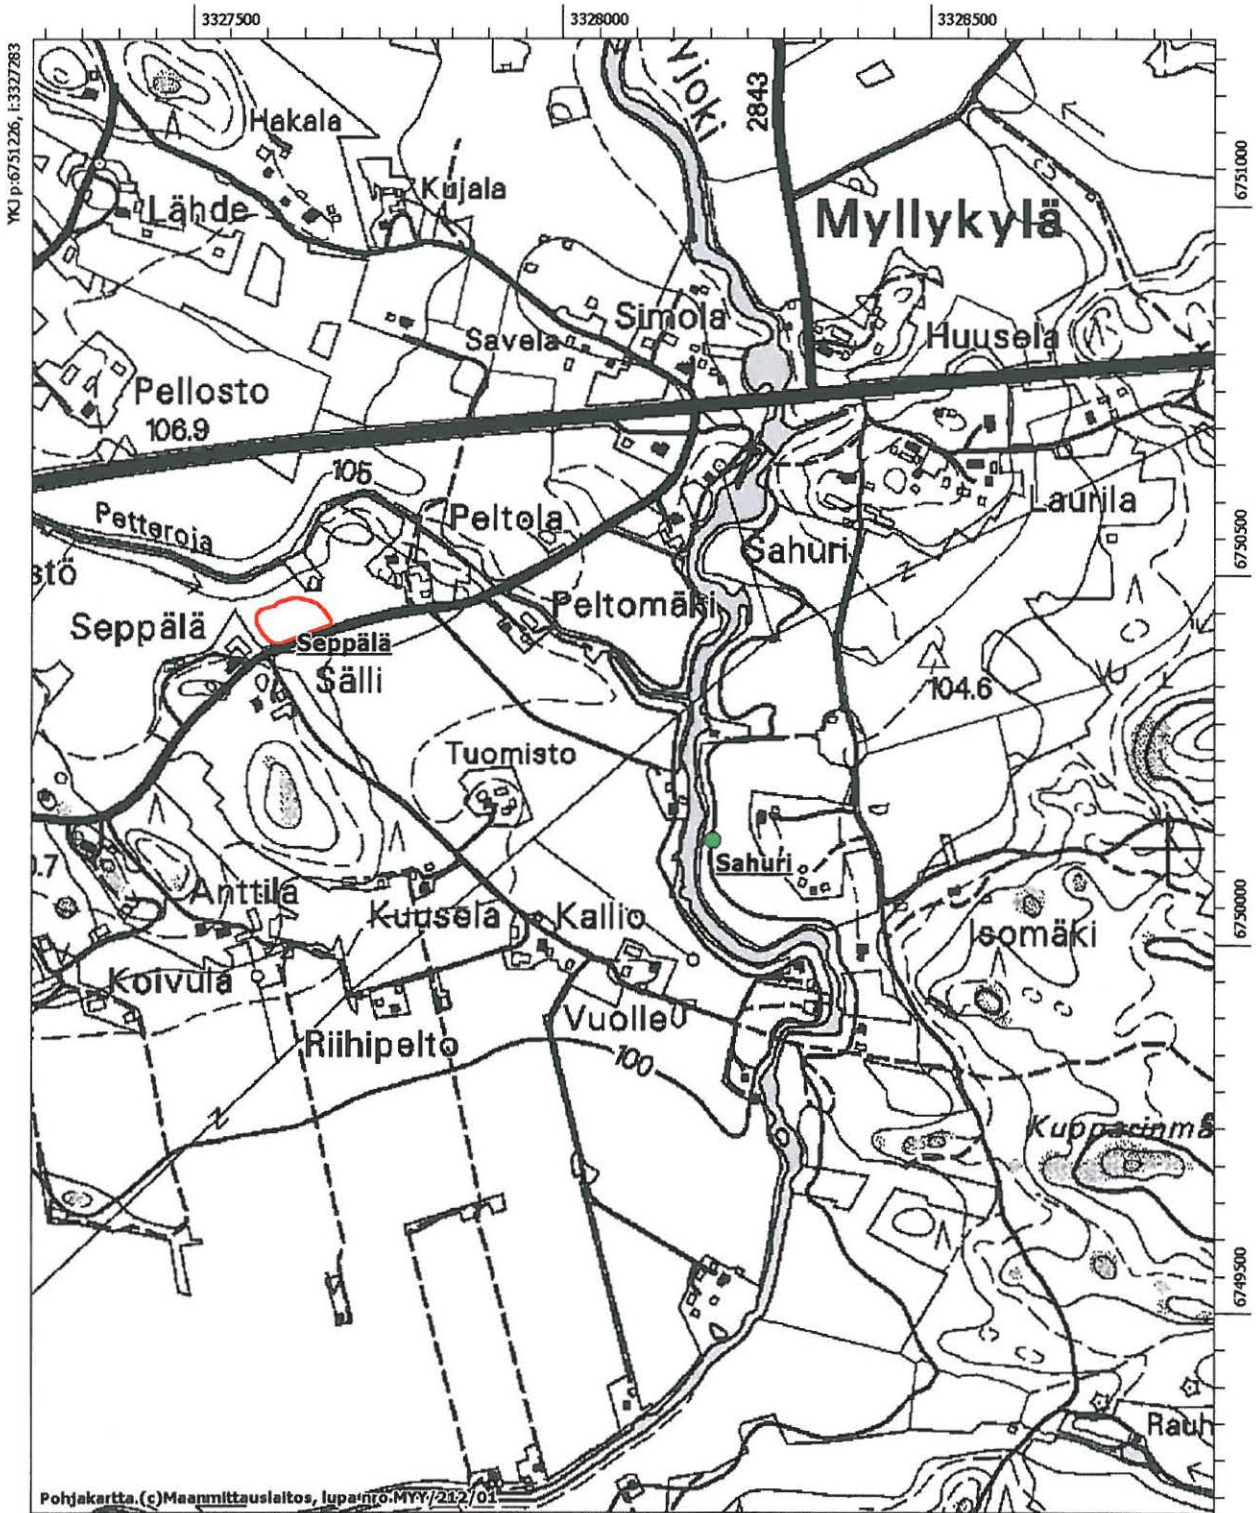 3327500
3328000
3328500
YKJ p:6751226, i:3327283
yjoki
2843
Hakala
6751000
Kujala
Lähde
Myllykylä
Simola
Savela
Huusela
Pellosto
106.9
105
Laurila
Petteroja
Peltola
Sahuri
6750500
stö
Seppälä
Peltomäki
Seppälä
Sälli
104.6
Tuomisto
Sahuri
0.7
Anttila
Kuusela
Kallio
Isomäki
6750000
Koivula
Vuolle
Riihipelto
100
Kupparinmä
6749500
Rauh
Pohjakartta.(c)Maanmittauslaitos, lupa nro.MYY/212/01